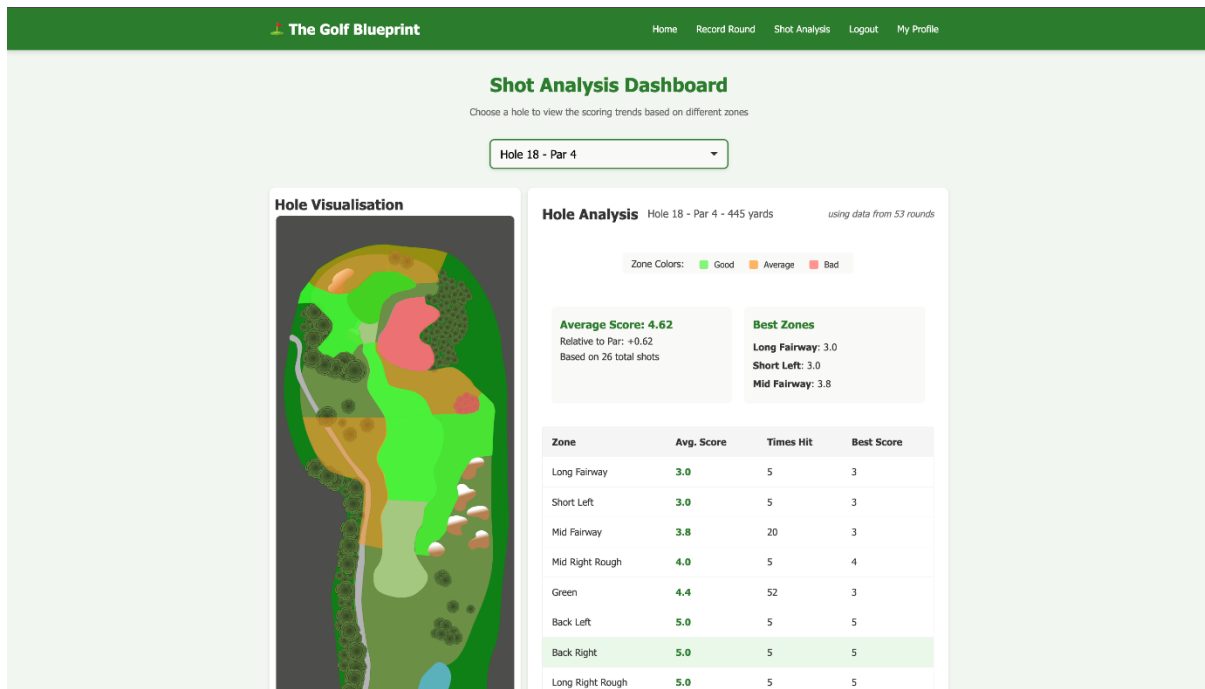 The Golf Blueprint
Home Record Round Shot Analysis Logout My Profile
Shot Analysis Dashboard
Choose a hole to view the scoring trends based on different zones
Hole 18 - Par 4
Hole Visualisation
Hole Analysis Hole 18 - Par 4 - 445 yards using data from 53 rounds
Zone Colors: Good Average Bad
Average Score: 4.62
Relative to Par: +0.62
Based on 26 total shots
Best Zones
Long Fairway: 3.0
Short Left: 3.0
Mid Fairway: 3.8
Zone Avg. Score Times Hit Best Score
Long Fairway 3.0 5 3
Short Left 3.0 5 3
Mid Fairway 3.8 20 3
Mid Right Rough 4.0 5 4
Green 4.4 52 3
Back Left 5.0 5 5
Back Right 5.0 5 5
Long Right Rough 5.0 5 5